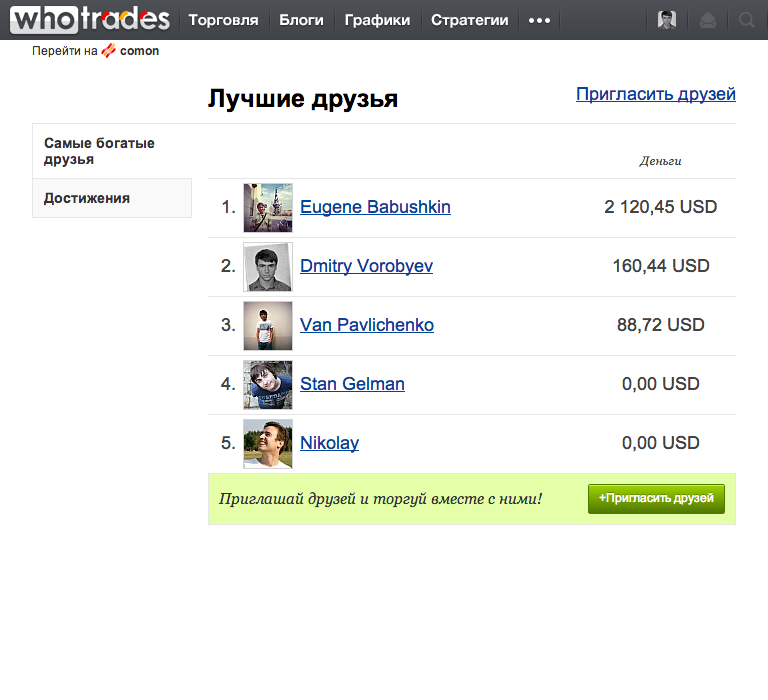 whotrades Торговля Блоги Графики Стратегии •••
Перейти на comon
Лучшие друзья Пригласить друзей
Самые богатые
друзья
Достижения
Деньги
1. Eugene Babushkin 2 120,45 USD
2. Dmitry Vorobyev 160,44 USD
3. Van Pavlichenko 88,72 USD
4. Stan Gelman 0,00 USD
5. Nikolay 0,00 USD
Приглашай друзей и торгуй вместе с ними! +Пригласить друзей